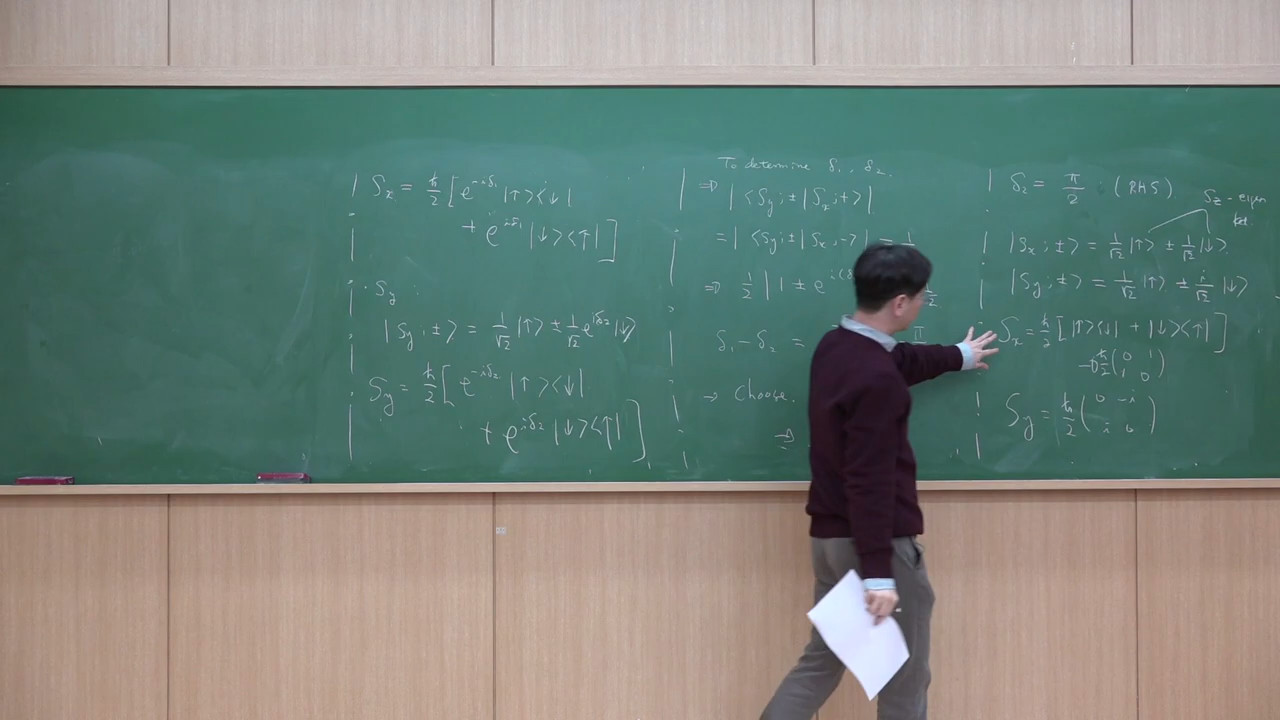 S_x = ħ/2 [ e^{-iδ_1} |↑><↓|
+ e^{iδ_1} |↓><↑| ]
· S_y
|S_y;±> = 1/√2 |↑> ± 1/√2 e^{iδ_2} |↓>
S_y = ħ/2 [ e^{-iδ_2} |↑><↓|
+ e^{iδ_2} |↓><↑| ]
To determine δ_1, δ_2.
⇒ |<S_y;±|S_x;+>|
= |<S_y;±|S_x;->| = 1
⇒ 1/2 |1 ± e^{i(δ
δ_1 - δ_2 = π
→ Choose.
⇒
δ_2 = π/2 (RHS)
S_z - eigen
ket.
|S_x;±> = 1/√2 |↑> ± 1/√2 |↓>
|S_y;±> = 1/√2 |↑> ± i/√2 |↓>
S_x = ħ/2 [ |↑><↓| + |↓><↑| ]
→ ħ/2 ( 0 1
1 0 )
S_y = ħ/2 ( 0 -i
i 0 )